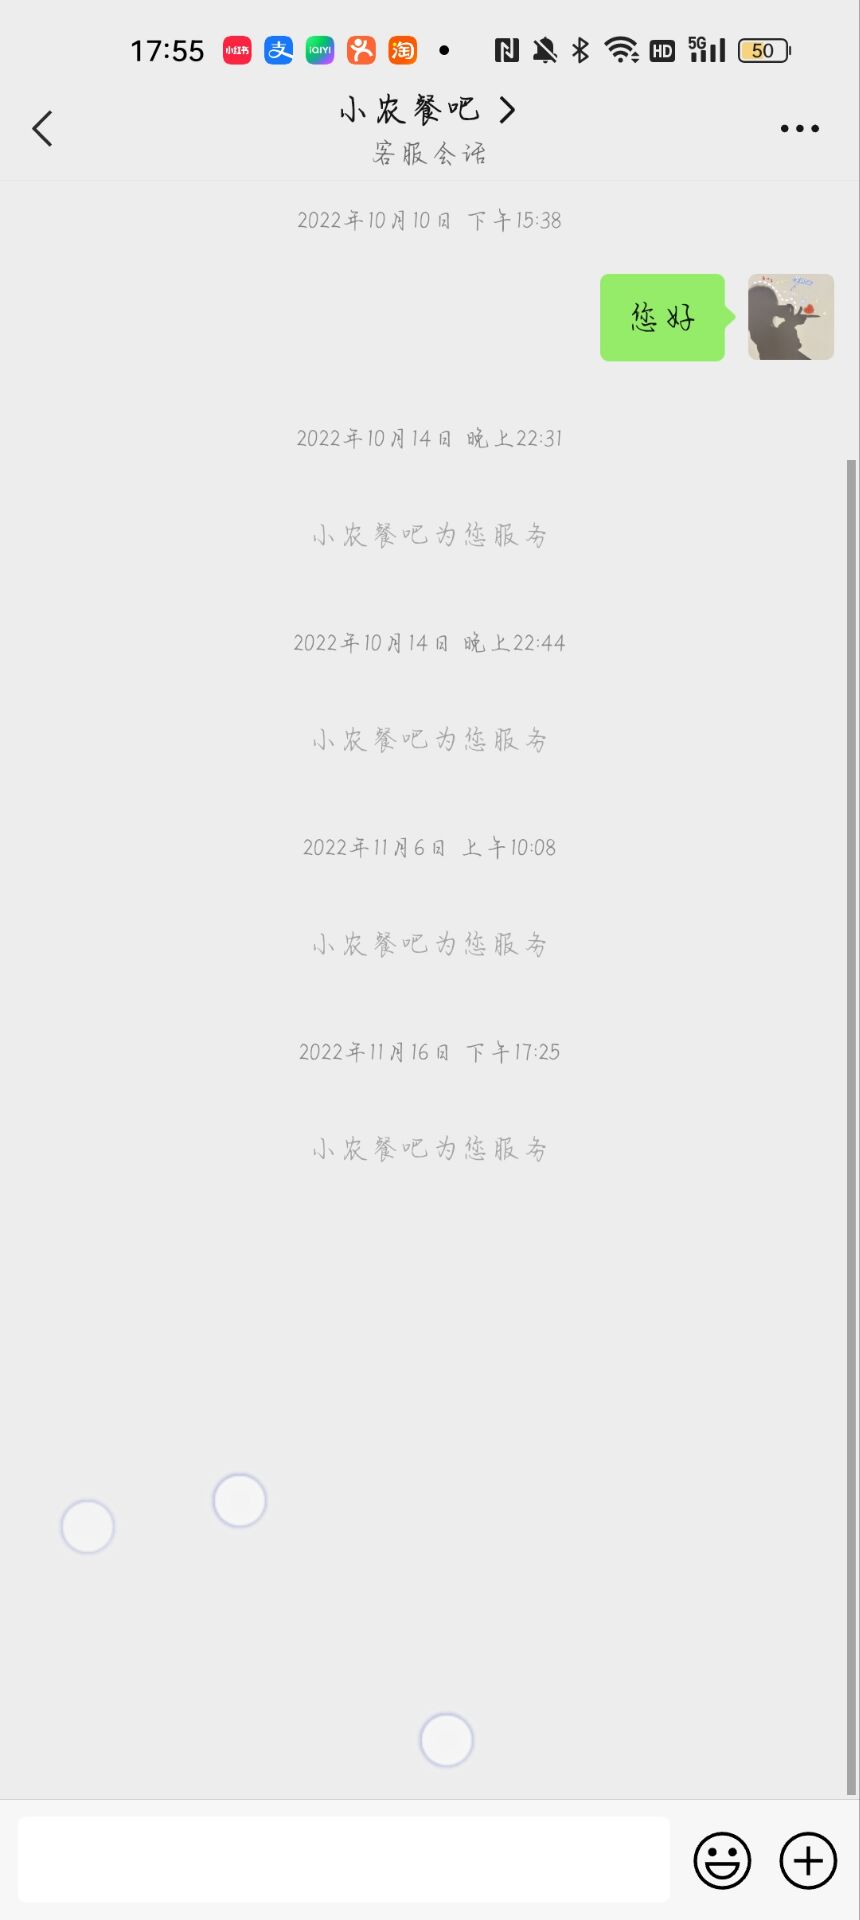 17:55
小红书
支
iQIYI
淘
HD
5G
50
小农餐吧
客服会话
2022年10月10日 下午15:38
您好
2022年10月14日 晚上22:31
小农餐吧为您服务
2022年10月14日 晚上22:44
小农餐吧为您服务
2022年11月6日 上午10:08
小农餐吧为您服务
2022年11月16日 下午17:25
小农餐吧为您服务